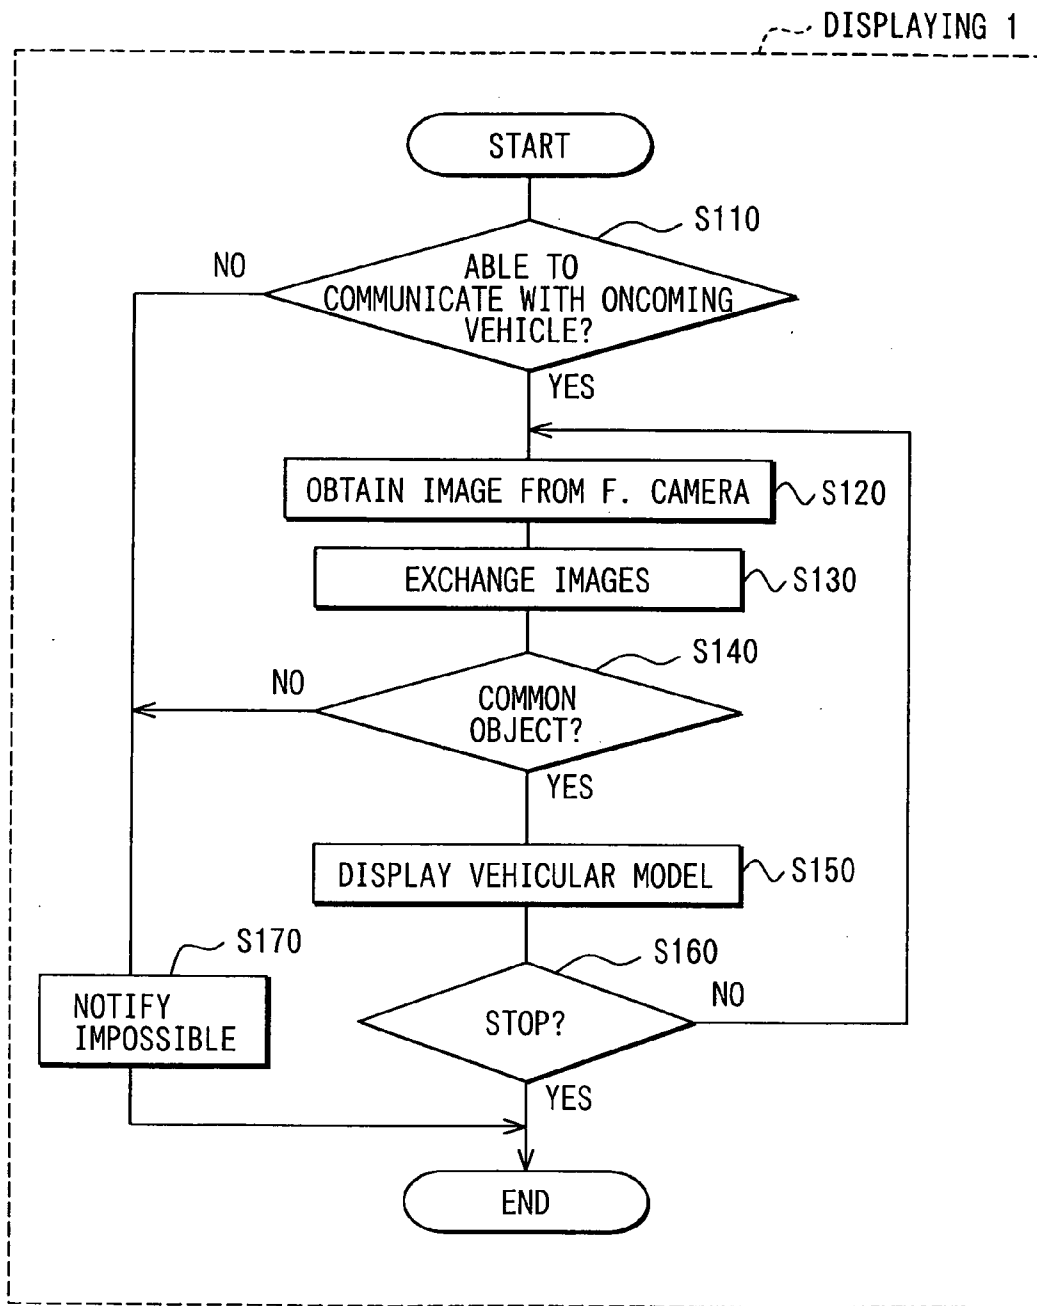 DISPLAYING 1
START
S110
NO
ABLE TO
COMMUNICATE WITH ONCOMING
VEHICLE?
YES
OBTAIN IMAGE FROM F. CAMERA
S120
EXCHANGE IMAGES
S130
S140
NO
COMMON
OBJECT?
YES
DISPLAY VEHICULAR MODEL
S150
S170
S160
NOTIFY
IMPOSSIBLE
STOP?
NO
YES
END